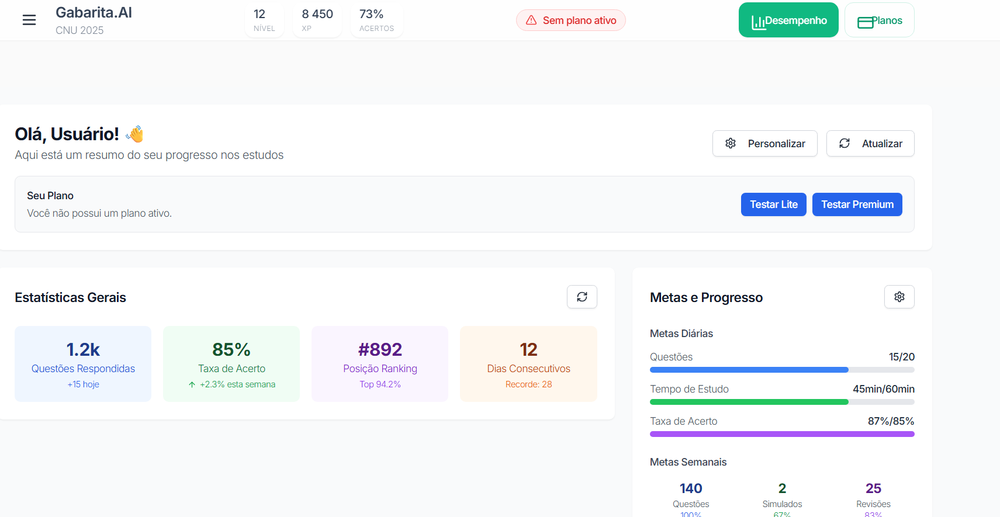 Gabarita.AI
CNU 2025
12
NÍVEL
8 450
XP
73%
ACERTOS
Sem plano ativo
Desempenho
Planos
Olá, Usuário! 👋
Aqui está um resumo do seu progresso nos estudos
Personalizar
Atualizar
Seu Plano
Você não possui um plano ativo.
Testar Lite
Testar Premium
Estatísticas Gerais
1.2k
Questões Respondidas
+15 hoje
85%
Taxa de Acerto
↑ +2.3% esta semana
#892
Posição Ranking
Top 94.2%
12
Dias Consecutivos
Recorde: 28
Metas e Progresso
Metas Diárias
Questões 15/20
Tempo de Estudo 45min/60min
Taxa de Acerto 87%/85%
Metas Semanais
140
Questões
100%
2
Simulados
67%
25
Revisões
83%